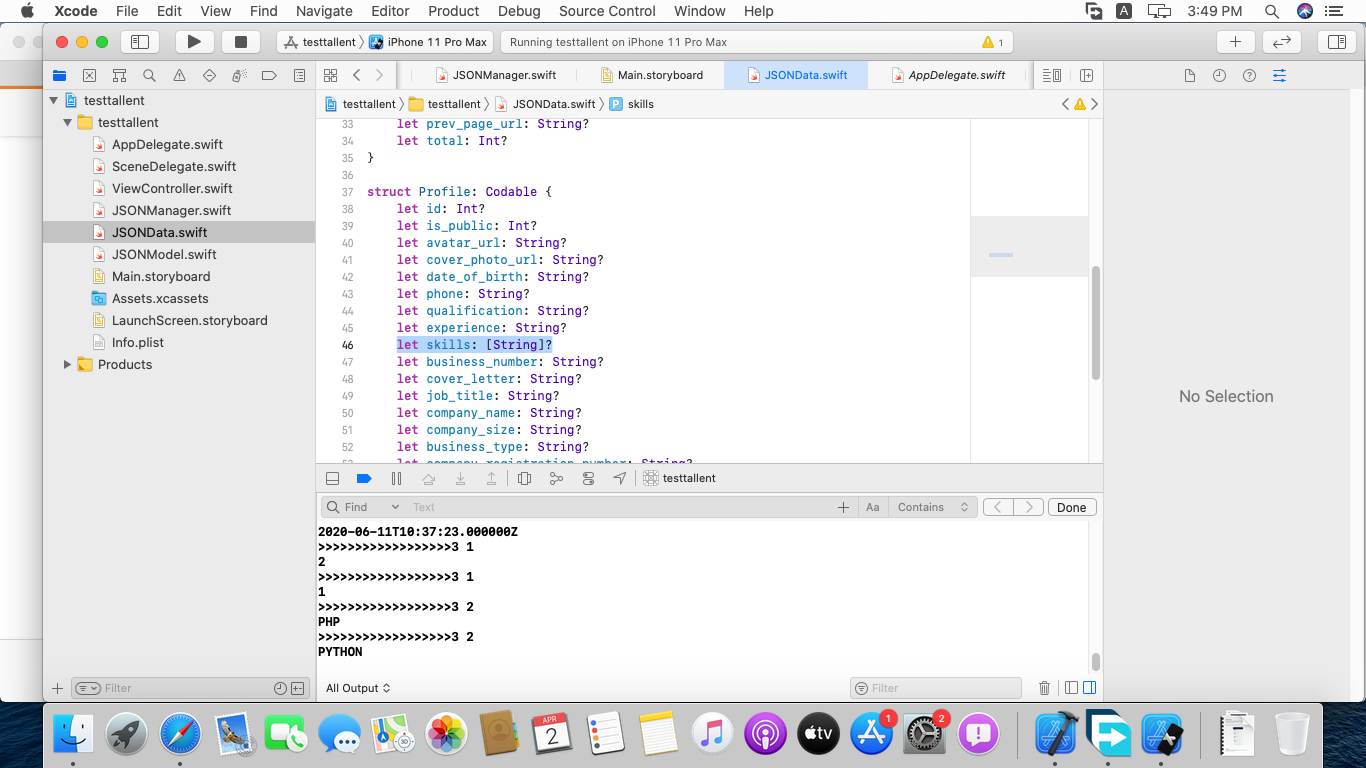 Xcode File Edit View Find Navigate Editor Product Debug Source Control Window Help A 3:49 PM
testtallent 〉 iPhone 11 Pro Max
Running testtallent on iPhone 11 Pro Max 1
JSONManager.swift Main.storyboard JSONData.swift AppDelegate.swift
testtallent 〉 testtallent 〉 JSONData.swift 〉 P skills
testtallent
testtallent
AppDelegate.swift
SceneDelegate.swift
ViewController.swift
JSONManager.swift
JSONData.swift
JSONModel.swift
Main.storyboard
Assets.xcassets
LaunchScreen.storyboard
Info.plist
Products
Filter
33 let prev_page_url: String?
34 let total: Int?
35 }
36
37 struct Profile: Codable {
38 let id: Int?
39 let is_public: Int?
40 let avatar_url: String?
41 let cover_photo_url: String?
42 let date_of_birth: String?
43 let phone: String?
44 let qualification: String?
45 let experience: String?
46 let skills: [String]?
47 let business_number: String?
48 let cover_letter: String?
49 let job_title: String?
50 let company_name: String?
51 let company_size: String?
52 let business_type: String?
53 let company_registration_number: String?
testtallent
Find Text Aa Contains Done
2020-06-11T10:37:23.000000Z
>>>>>>>>>>>>>>>>>>3 1
2
>>>>>>>>>>>>>>>>>>3 1
1
>>>>>>>>>>>>>>>>>>3 2
PHP
>>>>>>>>>>>>>>>>>>3 2
PYTHON
All Output
Filter
No Selection
APR
2
3D
tv
1
2